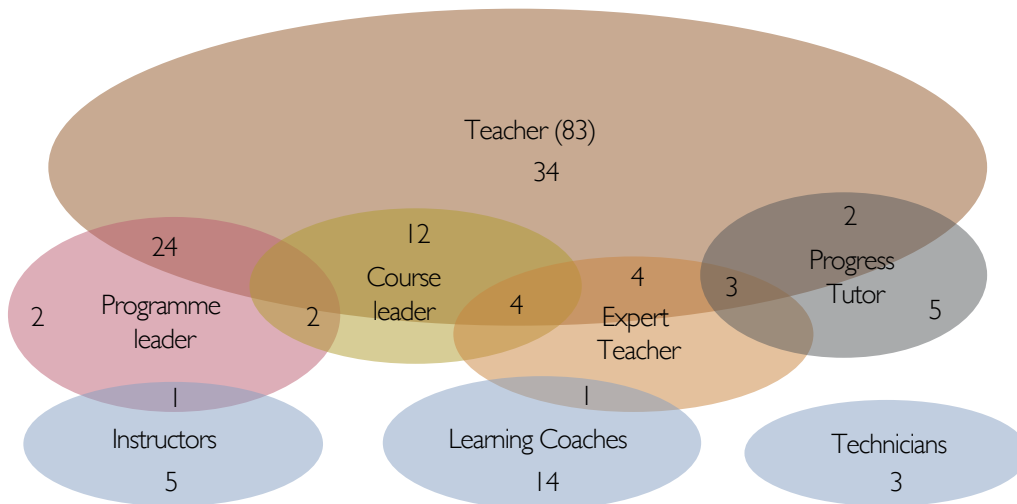 Teacher (83)
34
24
12
2
Programme
leader
2
2
Course
leader
4
4
Expert
Teacher
3
Progress
Tutor
5
1
Instructors
5
1
Learning Coaches
14
Technicians
3